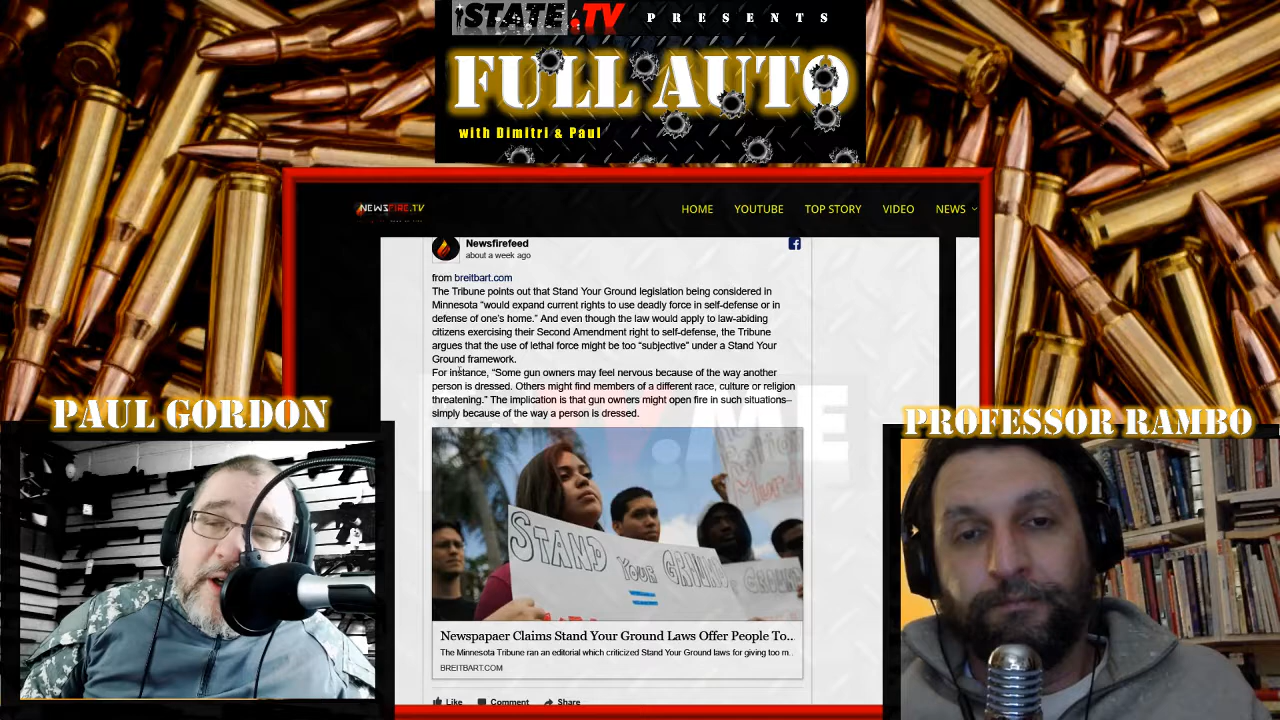 iSTATE.TV PRESENTS
FULL AUTO
with Dimitri & Paul
NEWSFIRE.TV
HOME YOUTUBE TOP STORY VIDEO NEWS
Newsfirefeed
about a week ago
from breitbart.com
The Tribune points out that Stand Your Ground legislation being considered in
Minnesota “would expand current rights to use deadly force in self-defense or in
defense of one’s home.” And even though the law would apply to law-abiding
citizens exercising their Second Amendment right to self-defense, the Tribune
argues that the use of lethal force might be too “subjective” under a Stand Your
Ground framework.
For instance, “Some gun owners may feel nervous because of the way another
person is dressed. Others might find members of a different race, culture or religion
threatening.” The implication is that gun owners might open fire in such situations–
simply because of the way a person is dressed.
.ME
PAUL GORDON
PROFESSOR RAMBO
STAND YOUR GROUND
=
Newspapaer Claims Stand Your Ground Laws Offer People To...
The Minnesota Tribune ran an editorial which criticized Stand Your Ground laws for giving too m..
BREITBART.COM
Like Comment Share